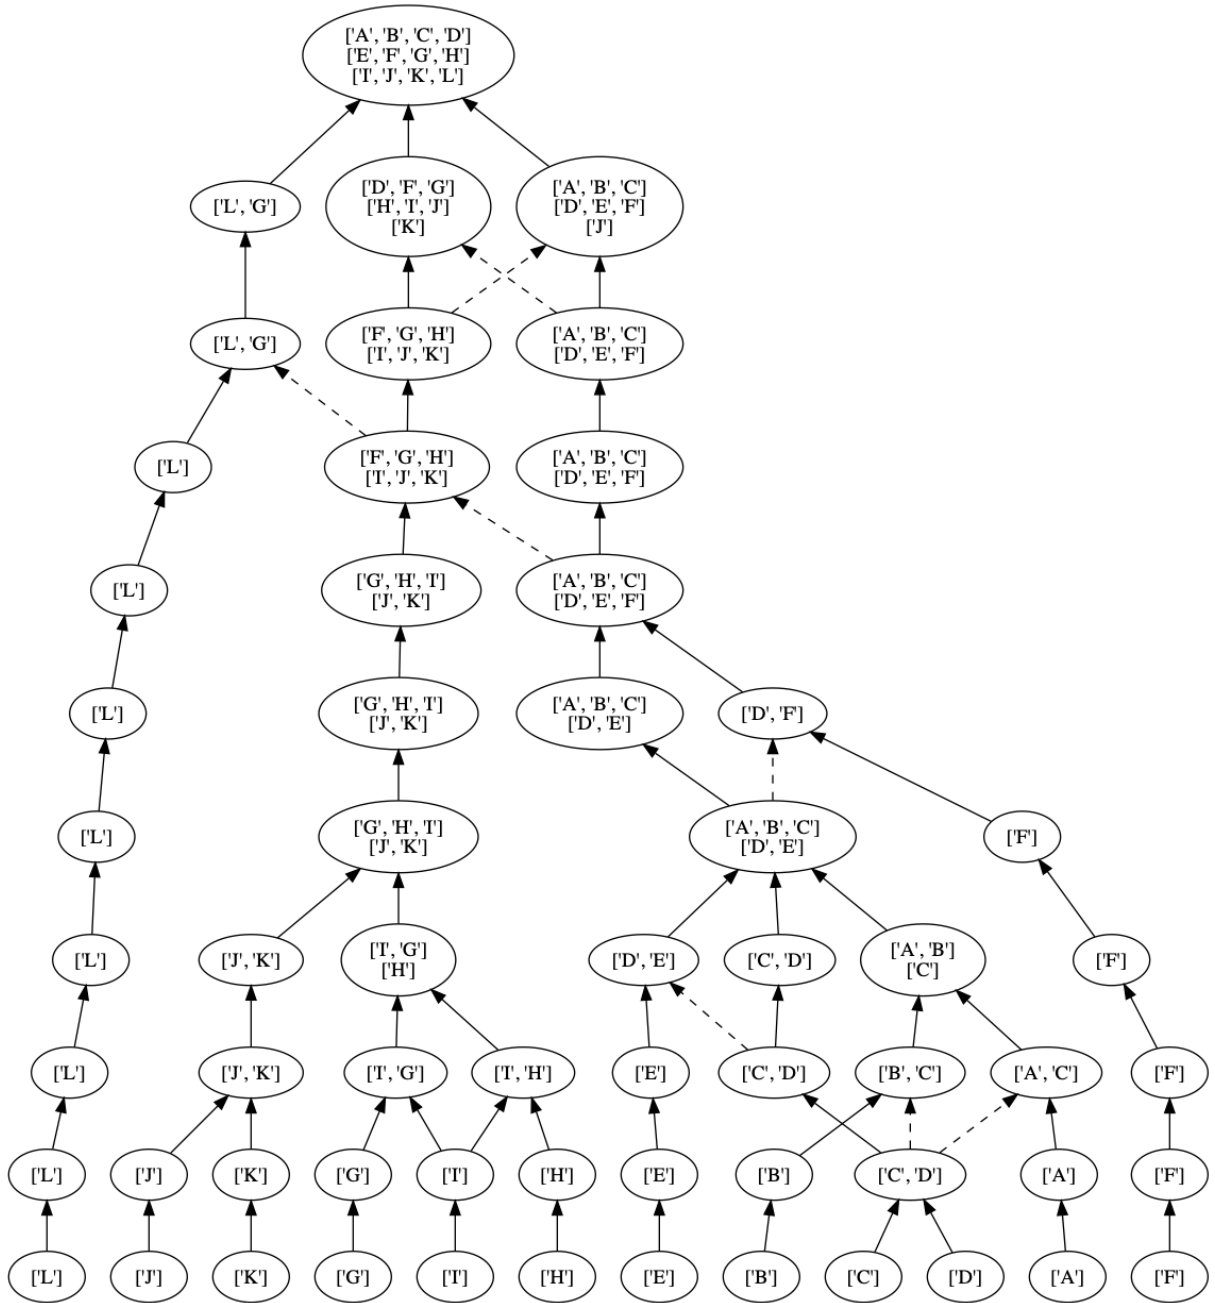 ['A', 'B', 'C', 'D']
['E', 'F', 'G', 'H']
['I', 'J', 'K', 'L']
['L', 'G']
['D', 'F', 'G']
['H', 'I', 'J']
['K']
['A', 'B', 'C']
['D', 'E', 'F']
['J']
['L', 'G']
['F', 'G', 'H']
['I', 'J', 'K']
['A', 'B', 'C']
['D', 'E', 'F']
['L']
['F', 'G', 'H']
['I', 'J', 'K']
['A', 'B', 'C']
['D', 'E', 'F']
['L']
['G', 'H', 'I']
['J', 'K']
['A', 'B', 'C']
['D', 'E', 'F']
['L']
['G', 'H', 'I']
['J', 'K']
['A', 'B', 'C']
['D', 'E']
['D', 'F']
['L']
['G', 'H', 'I']
['J', 'K']
['A', 'B', 'C']
['D', 'E']
['F']
['L']
['J', 'K']
['I', 'G']
['H']
['D', 'E']
['C', 'D']
['A', 'B']
['C']
['F']
['L']
['J', 'K']
['I', 'G']
['I', 'H']
['E']
['C', 'D']
['B', 'C']
['A', 'C']
['F']
['L']
['J']
['K']
['G']
['I']
['H']
['E']
['B']
['C', 'D']
['A']
['F']
['L']
['J']
['K']
['G']
['I']
['H']
['E']
['B']
['C']
['D']
['A']
['F']